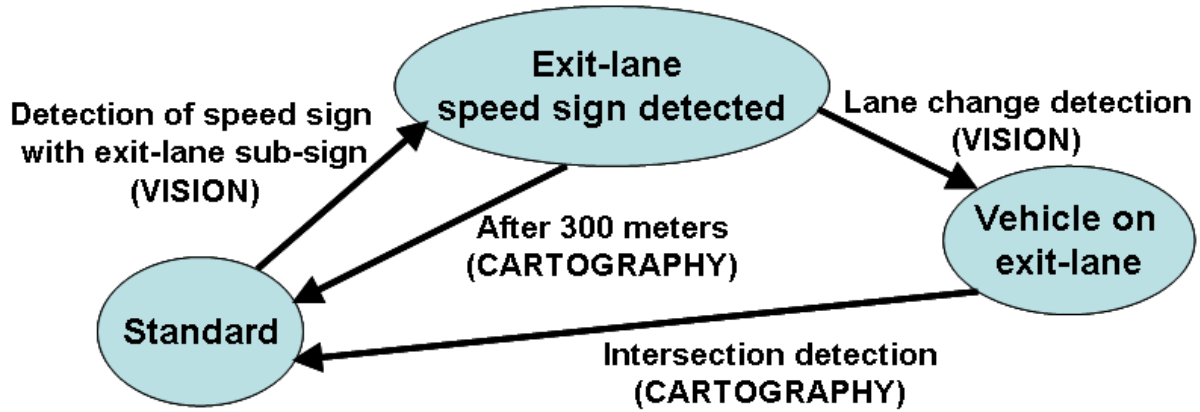 Exit-lane
speed sign detected
Detection of speed sign
with exit-lane sub-sign
(VISION)
Lane change detection
(VISION)
After 300 meters
(CARTOGRAPHY)
Vehicle on
exit-lane
Standard
Intersection detection
(CARTOGRAPHY)